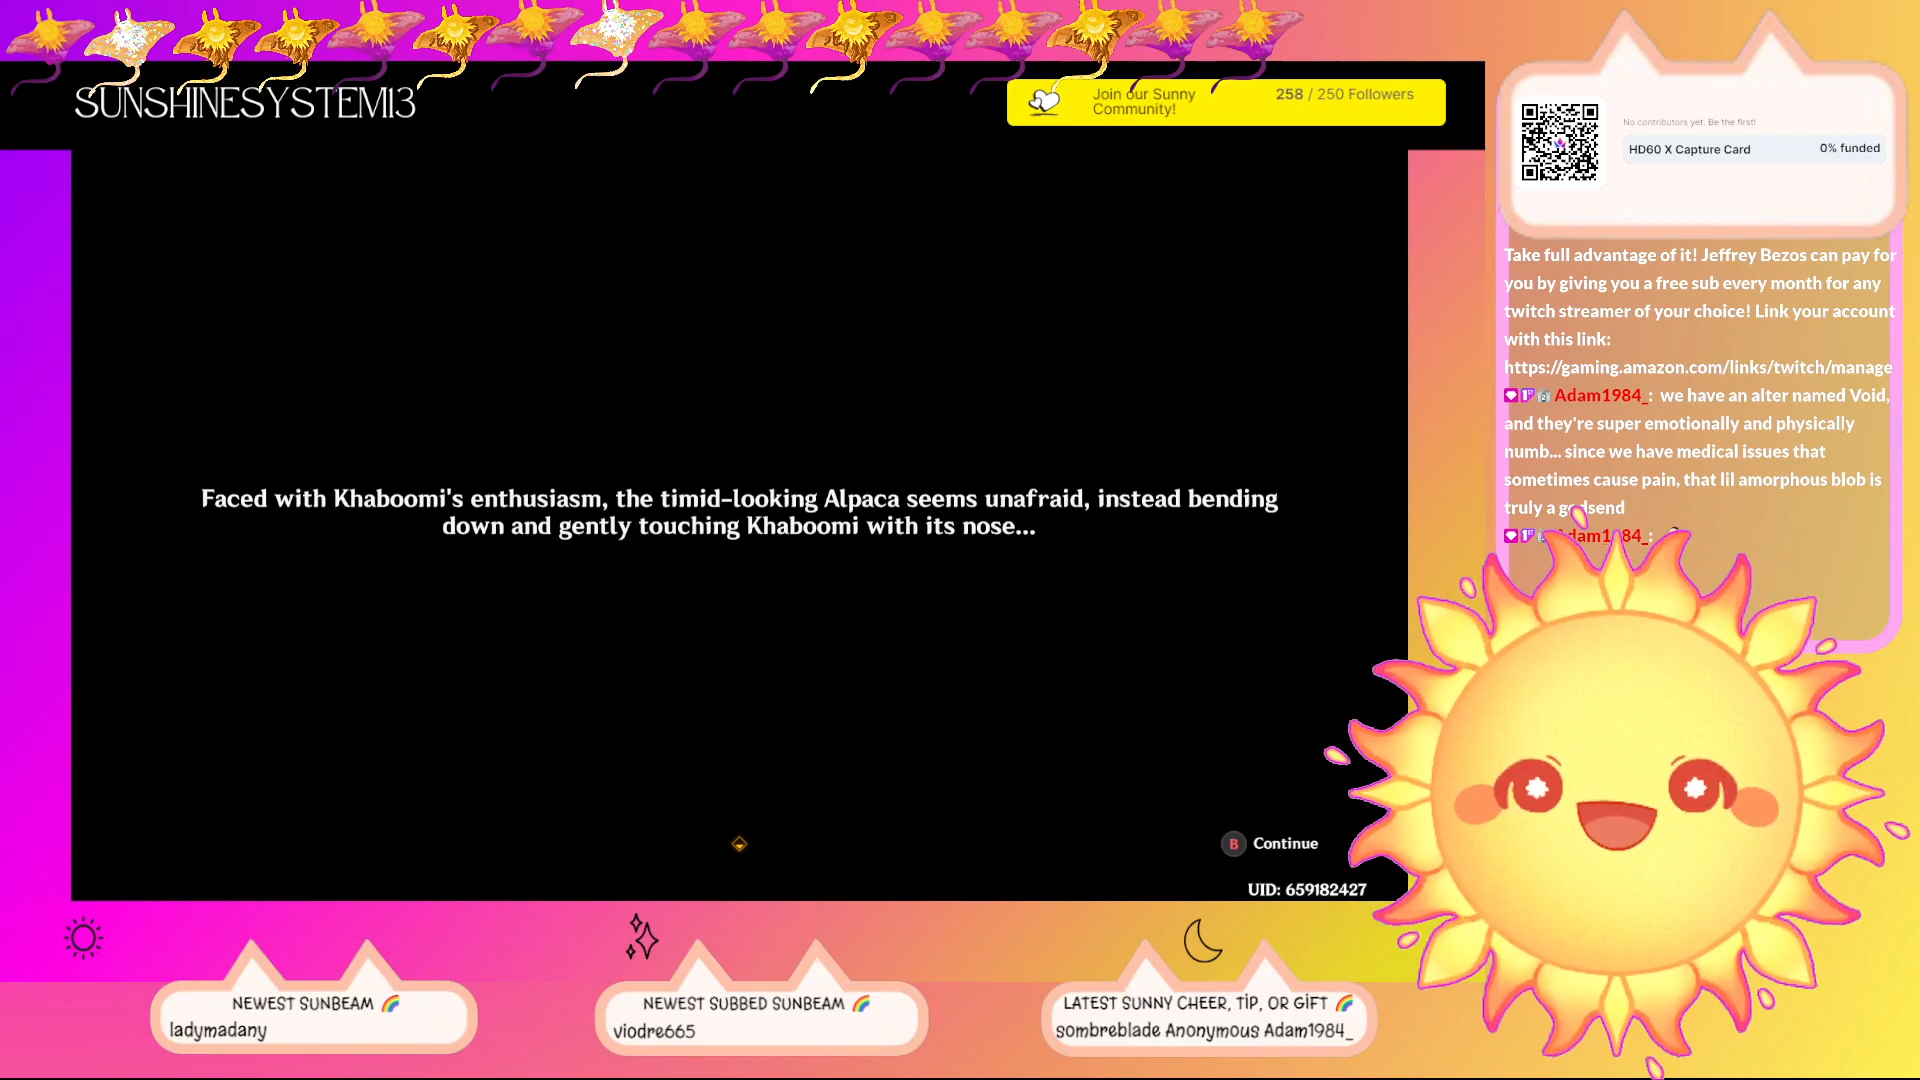 SUNSHINESYSTEM13
Join our Sunny
Community!
258 / 250 Followers
No contributors yet. Be the first!
HD60 X Capture Card
0% funded
Take full advantage of it! Jeffrey Bezos can pay for
you by giving you a free sub every month for any
twitch streamer of your choice! Link your account
with this link:
https://gaming.amazon.com/links/twitch/manage
Adam1984_: we have an alter named Void,
and they're super emotionally and physically
numb... since we have medical issues that
sometimes cause pain, that lil amorphous blob is
truly a godsend
Adam1984_:
Faced with Khaboomi's enthusiasm, the timid-looking Alpaca seems unafraid, instead bending
down and gently touching Khaboomi with its nose...
B Continue
UID: 659182427
NEWEST SUNBEAM 🌈
ladymadany
NEWEST SUBBED SUNBEAM 🌈
viodre665
LATEST SUNNY CHEER, TIP, OR GIFT 🌈
sombreblade Anonymous Adam1984_